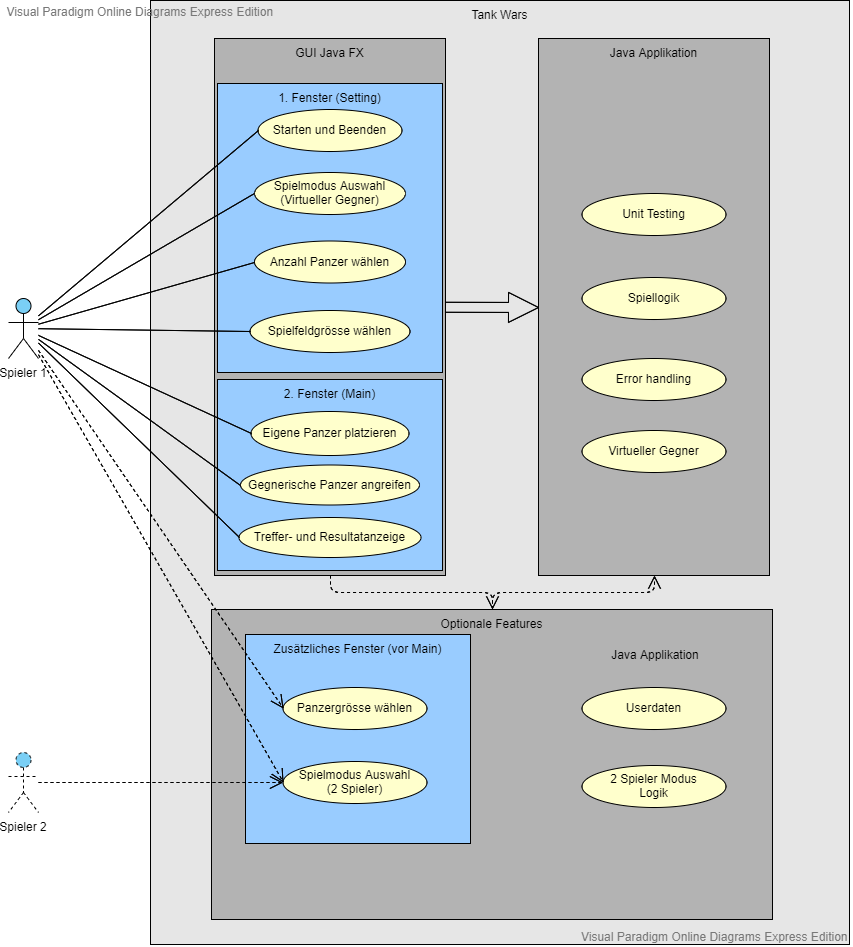 Visual Paradigm Online Diagrams Express Edition
Tank Wars
GUI Java FX
1. Fenster (Setting)
Starten und Beenden
Spielmodus Auswahl
(Virtueller Gegner)
Anzahl Panzer wählen
Spielfeldgrösse wählen
2. Fenster (Main)
Eigene Panzer platzieren
Gegnerische Panzer angreifen
Treffer- und Resultatanzeige
Java Applikation
Unit Testing
Spiellogik
Error handling
Virtueller Gegner
Spieler 1
Optionale Features
Zusätzliches Fenster (vor Main)
Panzergrösse wählen
Spielmodus Auswahl
(2 Spieler)
Java Applikation
Userdaten
2 Spieler Modus
Logik
Spieler 2
Visual Paradigm Online Diagrams Express Edition